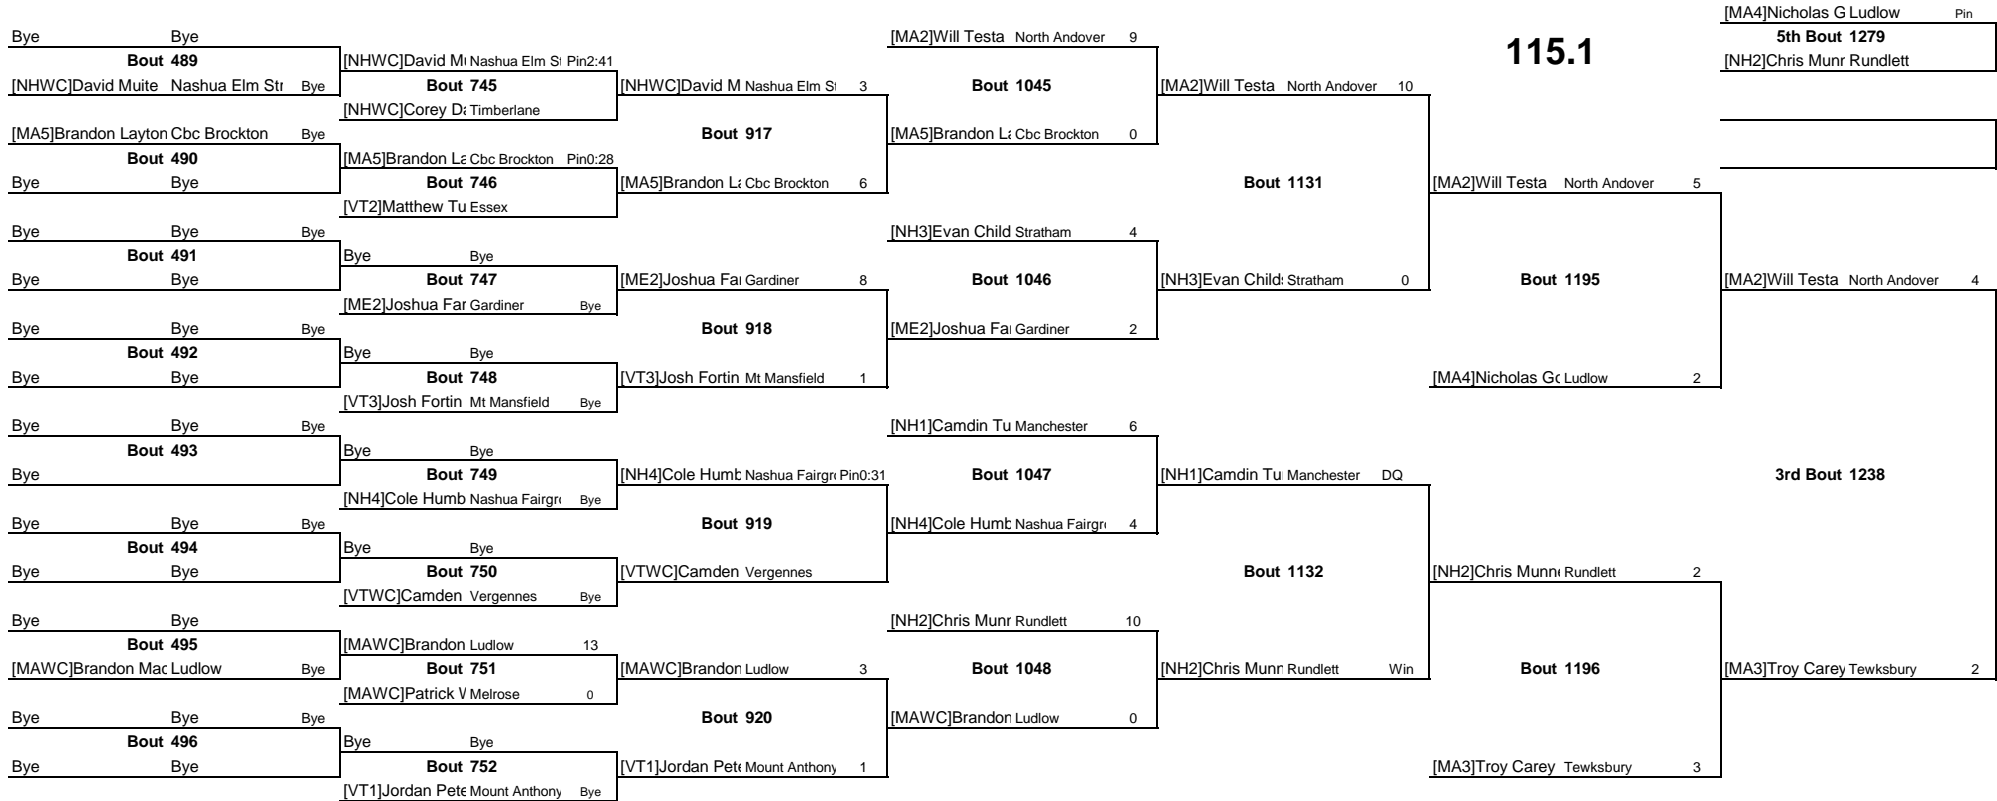 [MA4]Nicholas G Ludlow Pin
Bye Bye [MA2]Will Testa North Andover 9 115.1 5th Bout 1279
Bout 489 [NHWC]David Mu Nashua Elm St Pin2:41 [NH2]Chris Munr Rundlett
[NHWC]David Muite Nashua Elm Str Bye Bout 745 [NHWC]David M Nashua Elm St 3 Bout 1045 [MA2]Will Testa North Andover 10
[NHWC]Corey Da Timberlane
[MA5]Brandon Layton Cbc Brockton Bye Bout 917 [MA5]Brandon La Cbc Brockton 0
Bout 490 [MA5]Brandon La Cbc Brockton Pin0:28
Bye Bye Bout 746 [MA5]Brandon La Cbc Brockton 6 Bout 1131 [MA2]Will Testa North Andover 5
[VT2]Matthew Tu Essex
Bye Bye Bye [NH3]Evan Child Stratham 4
Bout 491 Bye Bye
Bye Bye Bout 747 [ME2]Joshua Far Gardiner 8 Bout 1046 [NH3]Evan Childs Stratham 0 Bout 1195 [MA2]Will Testa North Andover 4
[ME2]Joshua Far Gardiner Bye
Bye Bye Bye Bout 918 [ME2]Joshua Far Gardiner 2
Bout 492 Bye Bye
Bye Bye Bout 748 [VT3]Josh Fortin Mt Mansfield 1 [MA4]Nicholas Go Ludlow 2
[VT3]Josh Fortin Mt Mansfield Bye
Bye Bye Bye [NH1]Camdin Tu Manchester 6
Bout 493 Bye Bye
Bye Bout 749 [NH4]Cole Humb Nashua Fairgro Pin0:31 Bout 1047 [NH1]Camdin Tu Manchester DQ 3rd Bout 1238
[NH4]Cole Humb Nashua Fairgro Bye
Bye Bye Bye Bout 919 [NH4]Cole Humb Nashua Fairgro 4
Bout 494 Bye Bye
Bye Bye Bout 750 [VTWC]Camden Vergennes Bout 1132 [NH2]Chris Munn Rundlett 2
[VTWC]Camden Vergennes Bye
Bye Bye [NH2]Chris Munr Rundlett 10
Bout 495 [MAWC]Brandon Ludlow 13
[MAWC]Brandon Mac Ludlow Bye Bout 751 [MAWC]Brandon Ludlow 3 Bout 1048 [NH2]Chris Munn Rundlett Win Bout 1196 [MA3]Troy Carey Tewksbury 2
[MAWC]Patrick W Melrose 0
Bye Bye Bye Bout 920 [MAWC]Brandon Ludlow 0
Bout 496 Bye Bye
Bye Bye Bout 752 [VT1]Jordan Pete Mount Anthony 1 [MA3]Troy Carey Tewksbury 3
[VT1]Jordan Pete Mount Anthony Bye